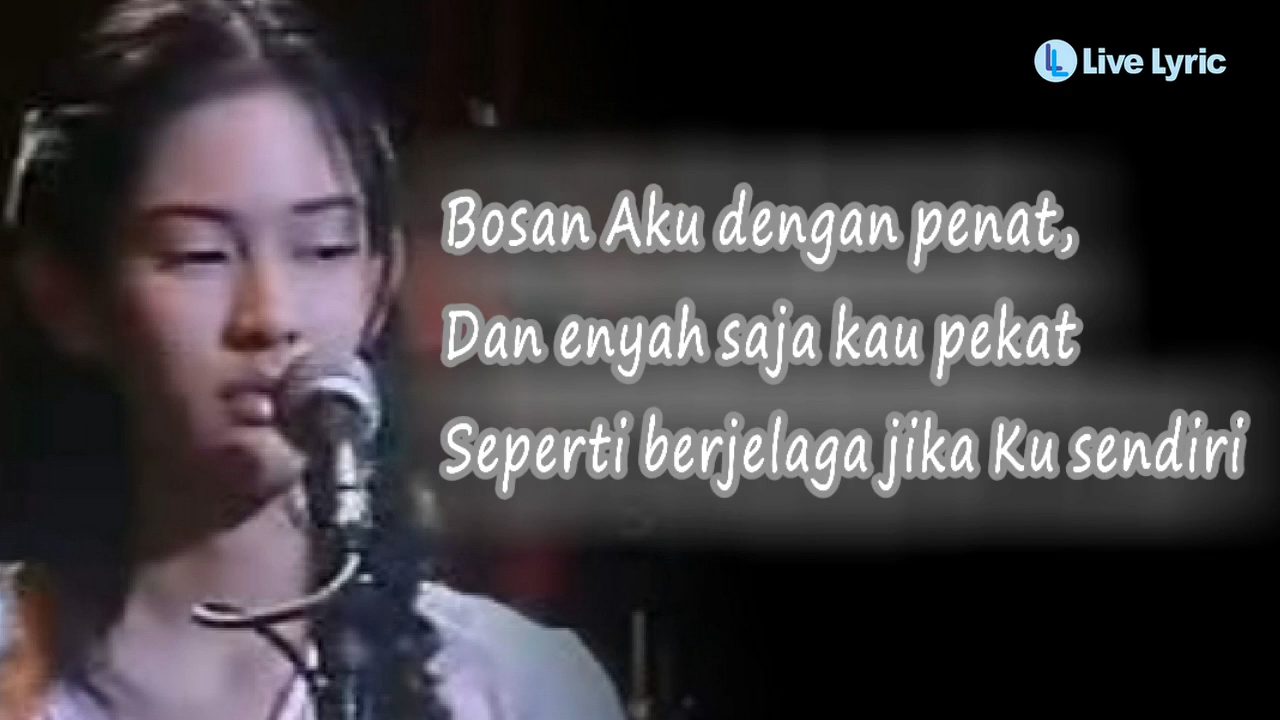 Live Lyric
Bosan Aku dengan penat,
Dan enyah saja kau pekat
Seperti berjelaga jika Ku sendiri